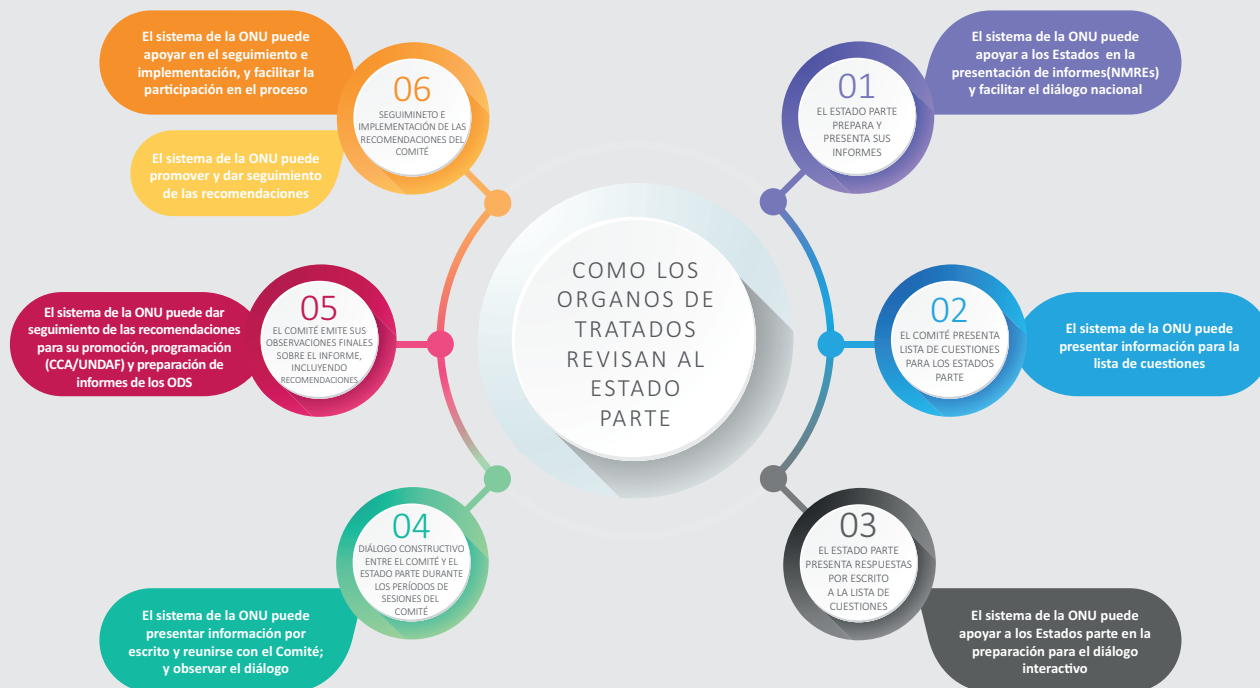 COMO LOS
ORGANOS DE
TRATADOS
REVISAN AL
ESTADO
PARTE
01
EL ESTADO PARTE
PREPARA Y
PRESENTA SUS
INFORMES
El sistema de la ONU puede
apoyar a los Estados en la
presentación de informes(NMREs)
y facilitar el diálogo nacional
02
EL COMITÉ PRESENTA
LISTA DE CUESTIONES
PARA LOS ESTADOS
PARTE
El sistema de la ONU puede
presentar información para la
lista de cuestiones
03
EL ESTADO PARTE
PRESENTA RESPUESTAS
POR ESCRITO
A LA LISTA DE
CUESTIONES
El sistema de la ONU puede
apoyar a los Estados parte en la
preparación para el diálogo
interactivo
04
DIÁLOGO CONSTRUCTIVO
ENTRE EL COMITÉ Y EL
ESTADO PARTE DURANTE
LOS PERÍODOS DE
SESIONES DEL
COMITÉ
El sistema de la ONU puede
presentar información por
escrito y reunirse con el Comité;
y observar el diálogo
05
EL COMITÉ EMITE SUS
OBSERVACIONES FINALES
SOBRE EL INFORME,
INCLUYENDO
RECOMENDACIONES
El sistema de la ONU puede dar
seguimiento de las recomendaciones
para su promoción, programación
(CCA/UNDAF) y preparación de
informes de los ODS
06
SEGUIMINETO E
IMPLEMENTACIÓN DE LAS
RECOMENDACIONES DEL
COMITÉ
El sistema de la ONU puede
apoyar en el seguimiento e
implementación, y facilitar la
participación en el proceso
El sistema de la ONU puede
promover y dar seguimiento
de las recomendaciones